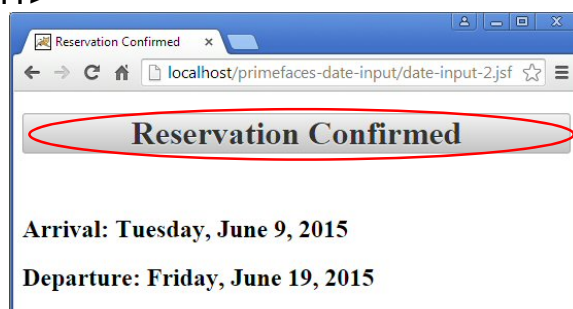 Reservation Confirmed
localhost/primefaces-date-input/date-input-2.jsf
Reservation Confirmed
Arrival: Tuesday, June 9, 2015
Departure: Friday, June 19, 2015